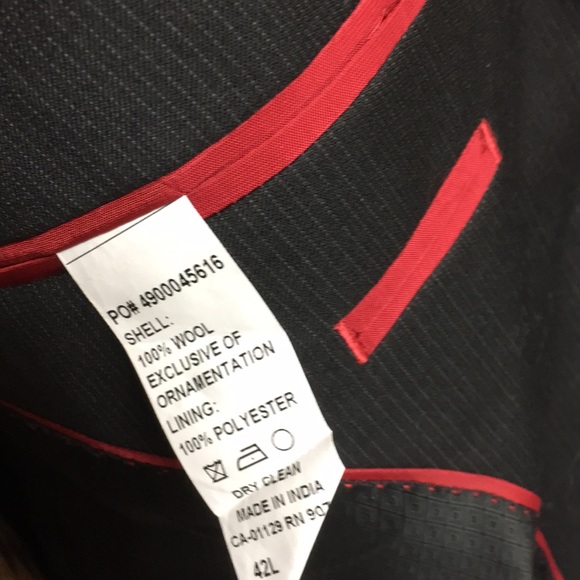 PO# 4900045616
SHELL:
100% WOOL
EXCLUSIVE OF
ORNAMENTATION
LINING:
100% POLYESTER
DRY CLEAN
MADE IN INDIA
CA-01129 RN
42L